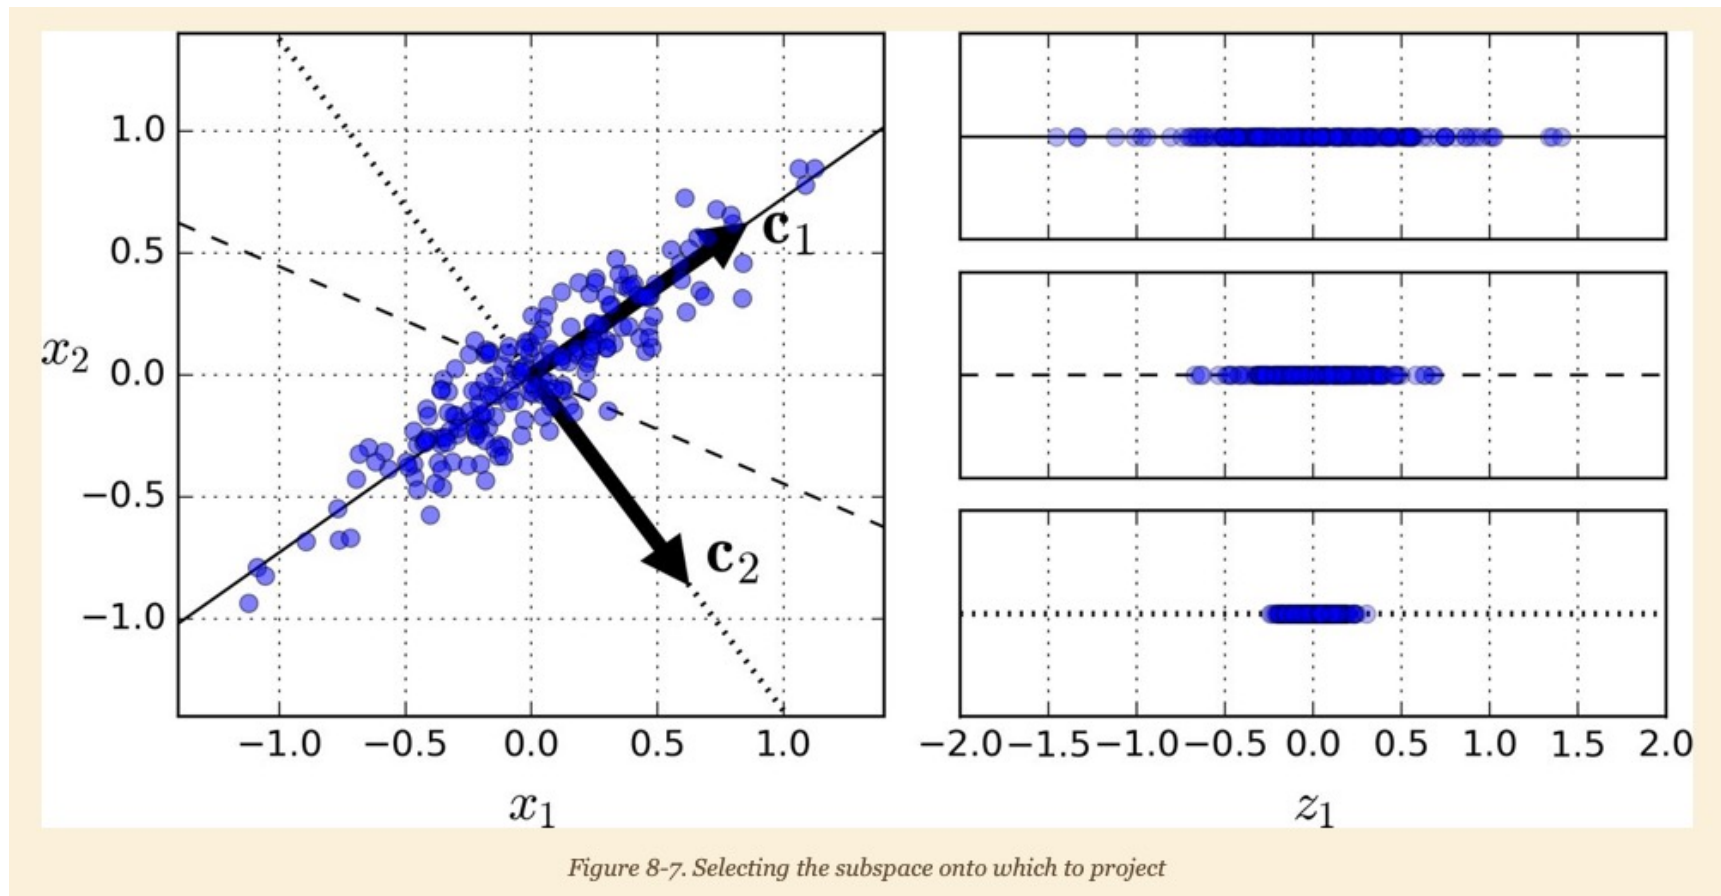 1.0
0.5
0.0
−0.5
−1.0
x₂
c₁
c₂
−1.0 −0.5 0.0 0.5 1.0
x₁
−2.0 −1.5 −1.0 −0.5 0.0 0.5 1.0 1.5 2.0
z₁
Figure 8-7. Selecting the subspace onto which to project